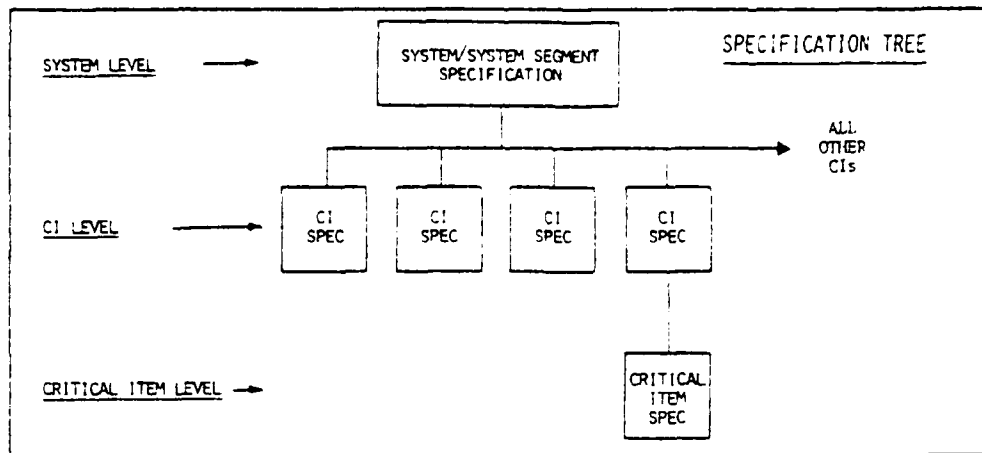 SPECIFICATION TREE
SYSTEM LEVEL
SYSTEM/SYSTEM SEGMENT
SPECIFICATION
ALL
OTHER
CIs
CI LEVEL
CI
SPEC
CI
SPEC
CI
SPEC
CI
SPEC
CRITICAL ITEM LEVEL
CRITICAL
ITEM
SPEC